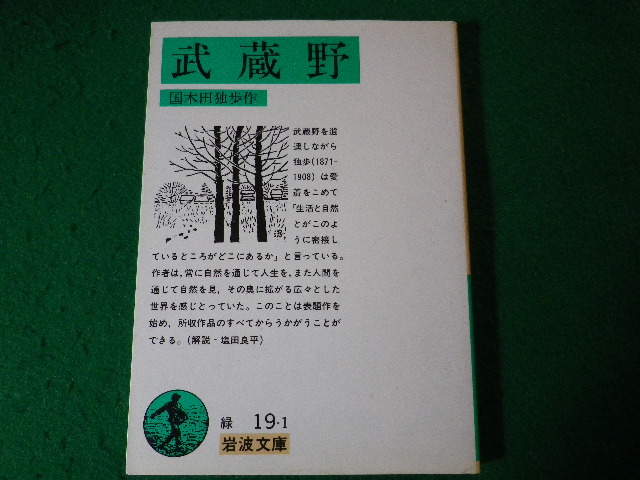 武蔵野
国木田独歩作
武蔵野を逍
遥しながら
独歩(1871-
1908)は愛
着をこめて
「生活と自然
とがこのよ
うに密接し
ているところがどこにあるか」と言っている。
作者は,常に自然を通じて人生を,また人間を
通じて自然を見,その奥に拡がる広々とした
世界を感じとっていた。このことは表題作を
始め,所収作品のすべてからうかがうことが
できる。(解説‐塩田良平)
緑 19-1
岩波文庫